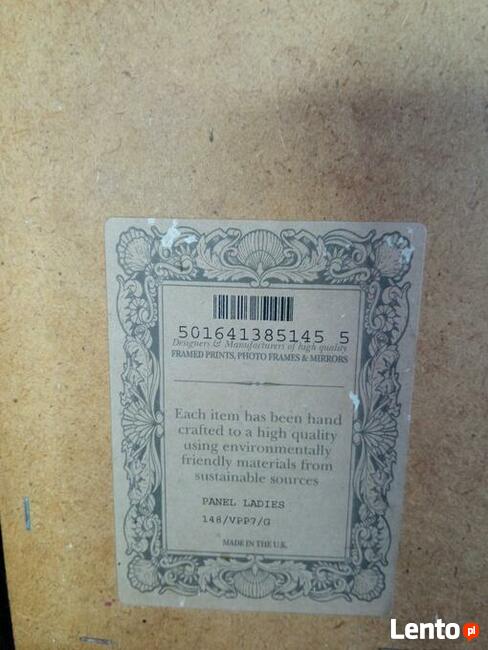 501641385145 5
Designers & Manufacturers of high quality
FRAMED PRINTS, PHOTO FRAMES & MIRRORS
Each item has been hand
crafted to a high quality
using environmentally
friendly materials from
sustainable sources
PANEL LADIES
148/VPP7/G
MADE IN THE U.K.
Lento pl